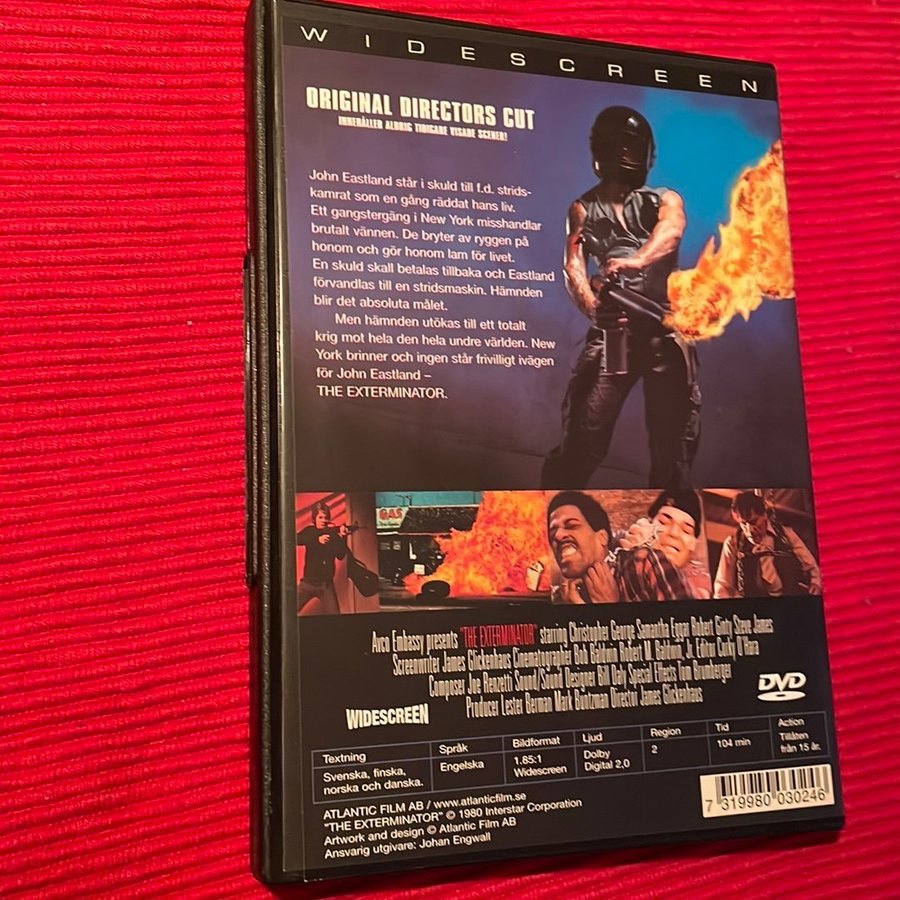 WIDESCREEN
ORIGINAL DIRECTORS CUT
INNEHÅLLER ALDRIG TIDIGARE VISADE SCENER!
John Eastland står i skuld till f.d. strids-
kamrat som en gång räddat hans liv.
Ett gangstergäng i New York misshandlar
brutalt vännen. De bryter av ryggen på
honom och gör honom lam för livet.
En skuld skall betalas tillbaka och Eastland
förvandlas till en stridsmaskin. Hämnden
blir det absoluta målet.
Men hämnden utökas till ett totalt
krig mot hela den hela undre världen. New
York brinner och ingen står frivilligt ivägen
för John Eastland –
THE EXTERMINATOR.
GAS
Avco Embassy presents "THE EXTERMINATOR" starring Christopher George Samantha Eggar Robert Ginty Steve James
Screenwriter James Glickenhaus Cinematographer Bob Baldwin Robert M. Baldwin, Jr. Editor Corky O'Hara
Composer Joe Renzetti Sound/Sound Designer Bill Daly Special Effects Tom Brumberger
Producer Lester Berman Mark Buntzman Director James Glickenhaus
DVD
WIDESCREEN
Textning Språk Bildformat Ljud Region Tid Action
Svenska, finska, Engelska 1.85:1 Dolby 2 104 min Tillåten
norska och danska. Widescreen Digital 2,0 från 15 år.
ATLANTIC FILM AB / www.atlanticfilm.se
"THE EXTERMINATOR" © 1980 Interstar Corporation
Artwork and design © Atlantic Film AB
Ansvarig utgivare: Johan Engwall
7 319980 030246